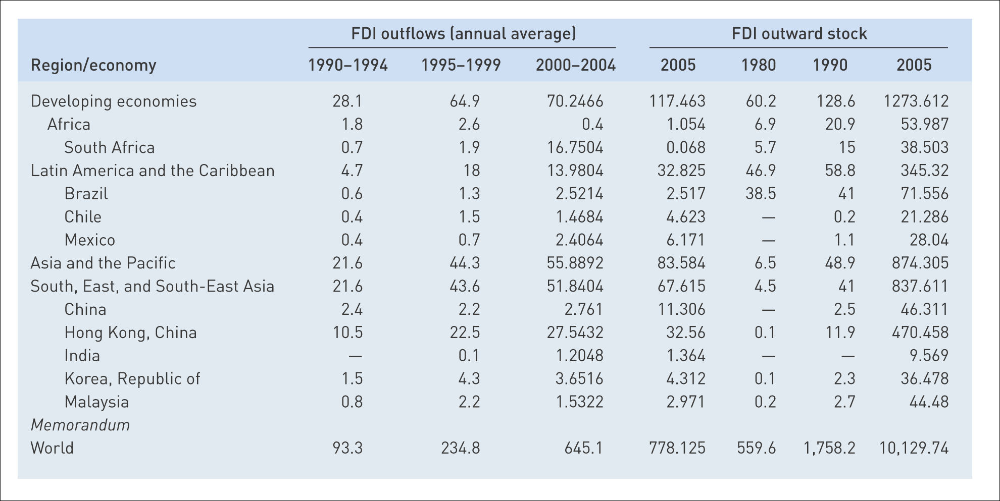 FDI outflows (annual average) FDI outward stock
Region/economy 1990–1994 1995–1999 2000–2004 2005 1980 1990 2005
Developing economies 28.1 64.9 70.2466 117.463 60.2 128.6 1273.612
Africa 1.8 2.6 0.4 1.054 6.9 20.9 53.987
South Africa 0.7 1.9 16.7504 0.068 5.7 15 38.503
Latin America and the Caribbean 4.7 18 13.9804 32.825 46.9 58.8 345.32
Brazil 0.6 1.3 2.5214 2.517 38.5 41 71.556
Chile 0.4 1.5 1.4684 4.623 — 0.2 21.286
Mexico 0.4 0.7 2.4064 6.171 — 1.1 28.04
Asia and the Pacific 21.6 44.3 55.8892 83.584 6.5 48.9 874.305
South, East, and South-East Asia 21.6 43.6 51.8404 67.615 4.5 41 837.611
China 2.4 2.2 2.761 11.306 — 2.5 46.311
Hong Kong, China 10.5 22.5 27.5432 32.56 0.1 11.9 470.458
India — 0.1 1.2048 1.364 — — 9.569
Korea, Republic of 1.5 4.3 3.6516 4.312 0.1 2.3 36.478
Malaysia 0.8 2.2 1.5322 2.971 0.2 2.7 44.48
Memorandum
World 93.3 234.8 645.1 778.125 559.6 1,758.2 10,129.74